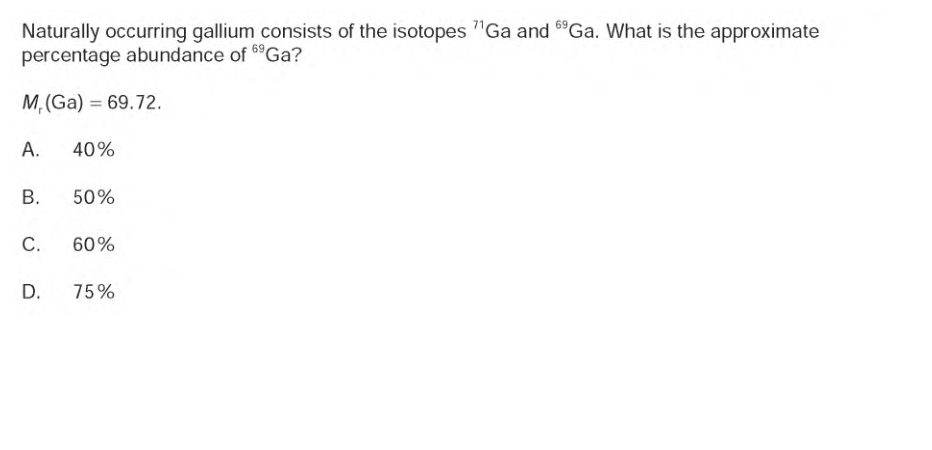 Naturally occurring gallium consists of the isotopes ⁷¹Ga and ⁶⁹Ga. What is the approximate
percentage abundance of ⁶⁹Ga?
Mᵣ(Ga) = 69.72.
A. 40%
B. 50%
C. 60%
D. 75%